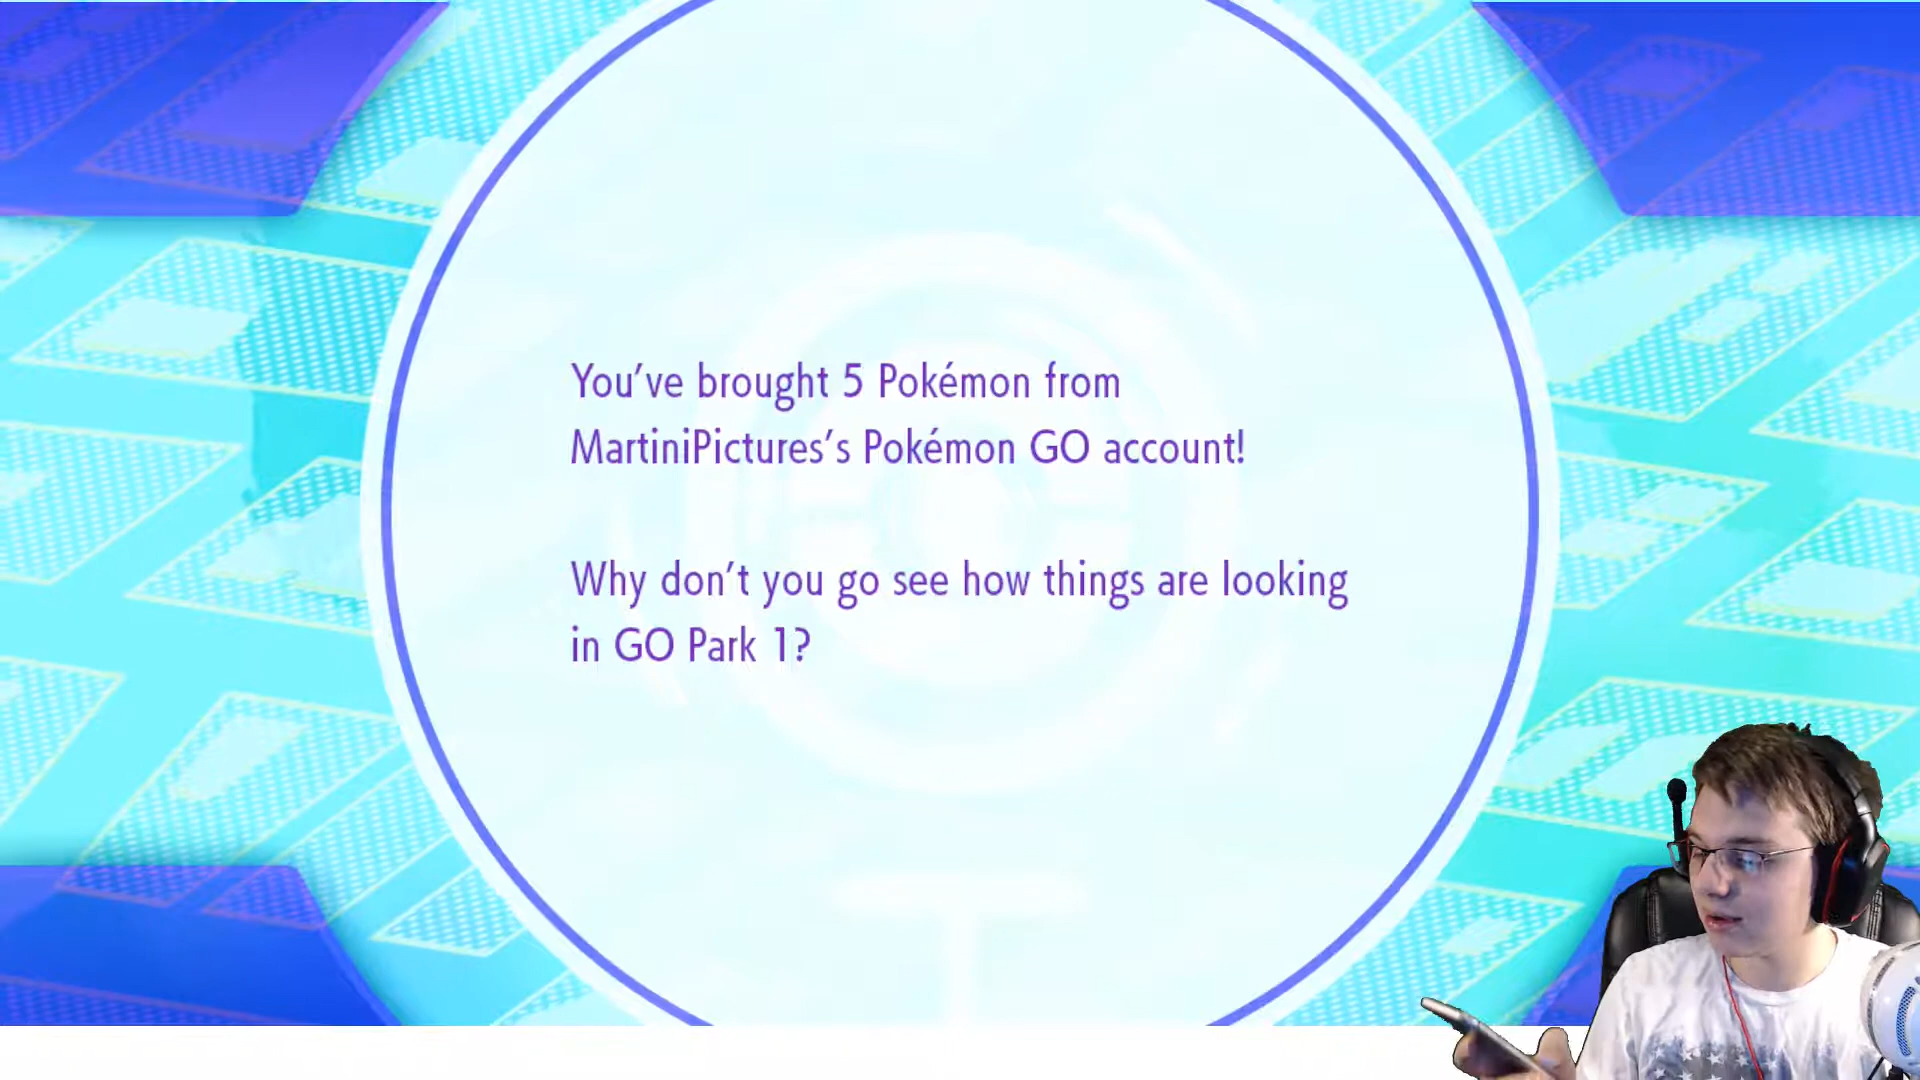 You've brought 5 Pokémon from
MartiniPictures's Pokémon GO account!
Why don't you go see how things are looking
in GO Park 1?